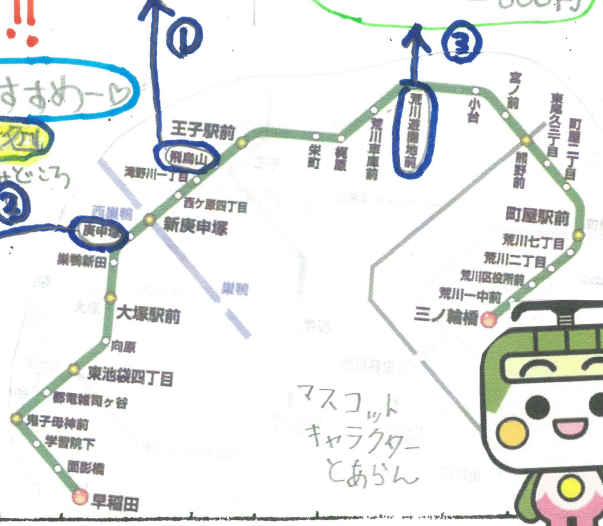 !!
①
③
②
すすめー♡
みどころ
王子駅前
飛鳥山
滝野川一丁目
西ケ原四丁目
西巣鴨
新庚申塚
庚申塚
巣鴨新田
巣鴨
大塚
大塚駅前
向原
東池袋四丁目
都電雑司ヶ谷
鬼子母神前
学習院下
面影橋
早稲田
栄町
梶原
荒川車庫前
荒川遊園地前
小台
宮ノ前
熊野前
東尾久三丁目
町屋二丁目
町屋駅前
荒川七丁目
荒川二丁目
荒川区役所前
荒川一中前
三ノ輪橋
マスコット
キャラクター
とあらん